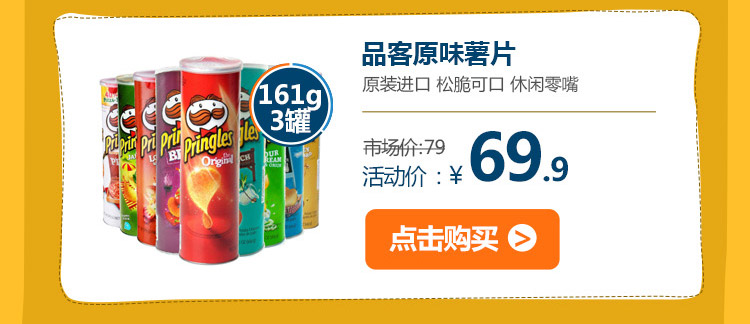 品客原味薯片
原装进口 松脆可口 休闲零嘴
市场价:79
活动价：¥ 69.9
点击购买
161g
3罐
Pringles
Original